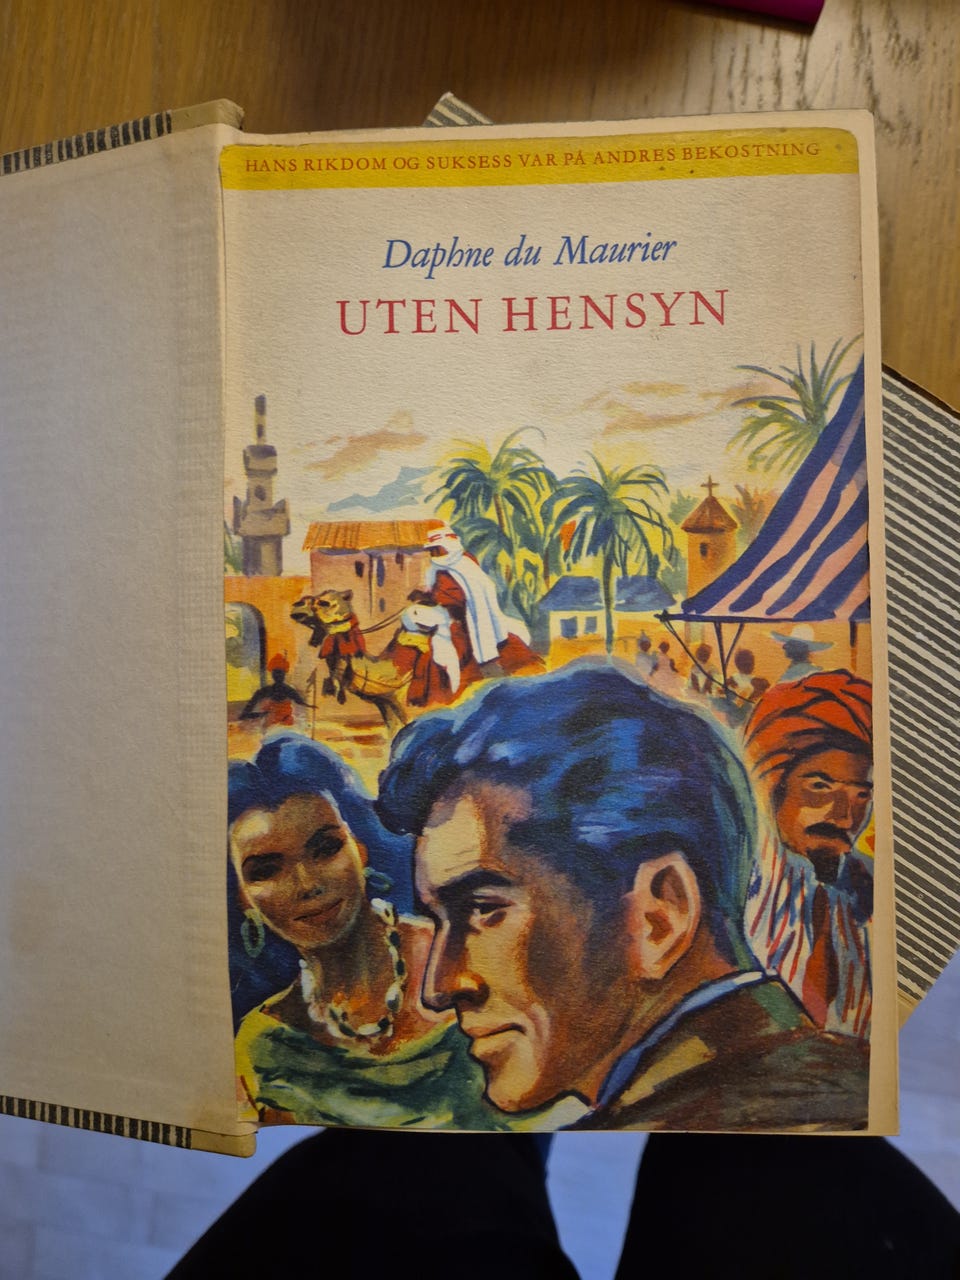 HANS RIKDOM OG SUKSESS VAR PÅ ANDRES BEKOSTNING
Daphne du Maurier
UTEN HENSYN